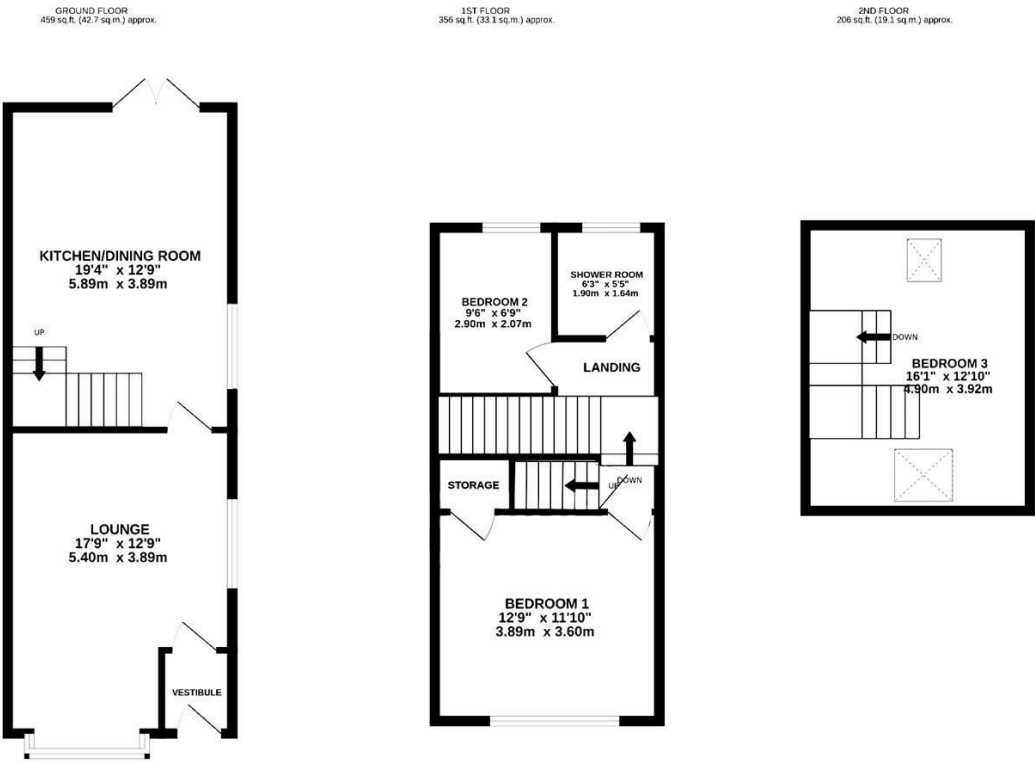 GROUND FLOOR
459 sq.ft. (42.7 sq.m.) approx.
KITCHEN/DINING ROOM
19'4" x 12'9"
5.89m x 3.89m
UP
LOUNGE
17'9" x 12'9"
5.40m x 3.89m
VESTIBULE
1ST FLOOR
356 sq.ft. (33.1 sq.m.) approx.
SHOWER ROOM
6'3" x 5'5"
1.90m x 1.64m
BEDROOM 2
9'6" x 6'9"
2.90m x 2.07m
LANDING
STORAGE
UP
DOWN
BEDROOM 1
12'9" x 11'10"
3.89m x 3.60m
2ND FLOOR
206 sq.ft. (19.1 sq.m.) approx.
DOWN
BEDROOM 3
16'1" x 12'10"
4.90m x 3.92m